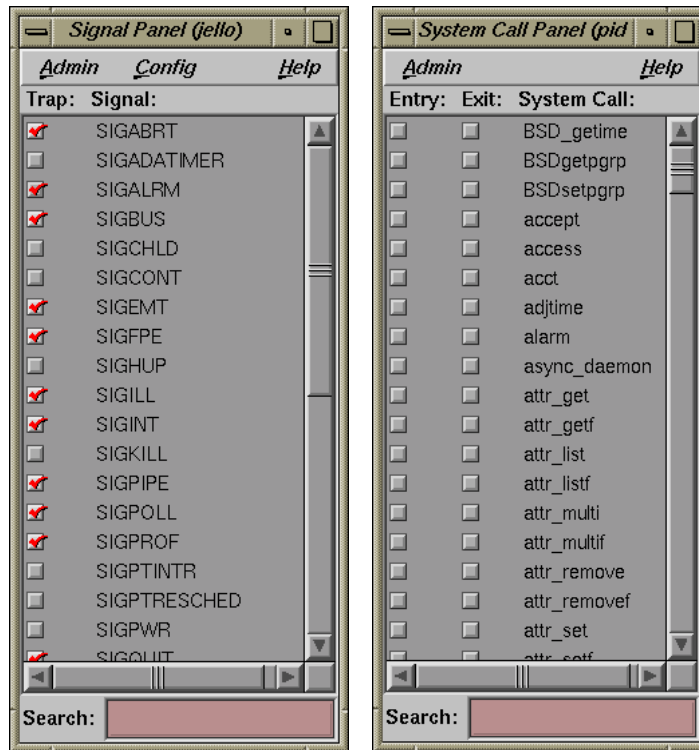 Signal Panel (jello)
Admin Config Help
Trap: Signal:
SIGABRT
SIGADATIMER
SIGALRM
SIGBUS
SIGCHLD
SIGCONT
SIGEMT
SIGFPE
SIGHUP
SIGILL
SIGINT
SIGKILL
SIGPIPE
SIGPOLL
SIGPROF
SIGPTINTR
SIGPTRESCHED
SIGPWR
SIGQUIT
Search:
System Call Panel (pid
Admin Help
Entry: Exit: System Call:
BSD_getime
BSDgetpgrp
BSDsetpgrp
accept
access
acct
adjtime
alarm
async_daemon
attr_get
attr_getf
attr_list
attr_listf
attr_multi
attr_multif
attr_remove
attr_removef
attr_set
attr_setf
Search: